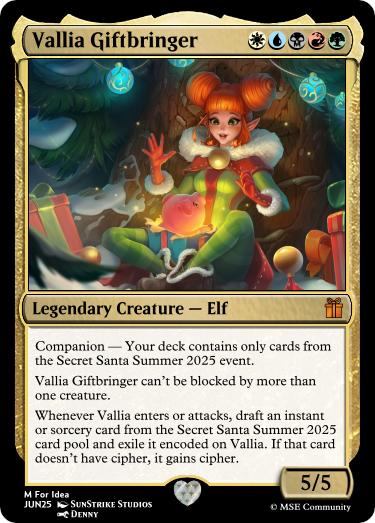 Vallia Giftbringer
Legendary Creature — Elf
Companion — Your deck contains only cards from
the Secret Santa Summer 2025 event.
Vallia Giftbringer can't be blocked by more than
one creature.
Whenever Vallia enters or attacks, draft an instant
or sorcery card from the Secret Santa Summer 2025
card pool and exile it encoded on Vallia. If that card
doesn't have cipher, it gains cipher.
5/5
M For Idea
JUN25 SunStrike Studios
Denny
© MSE Community